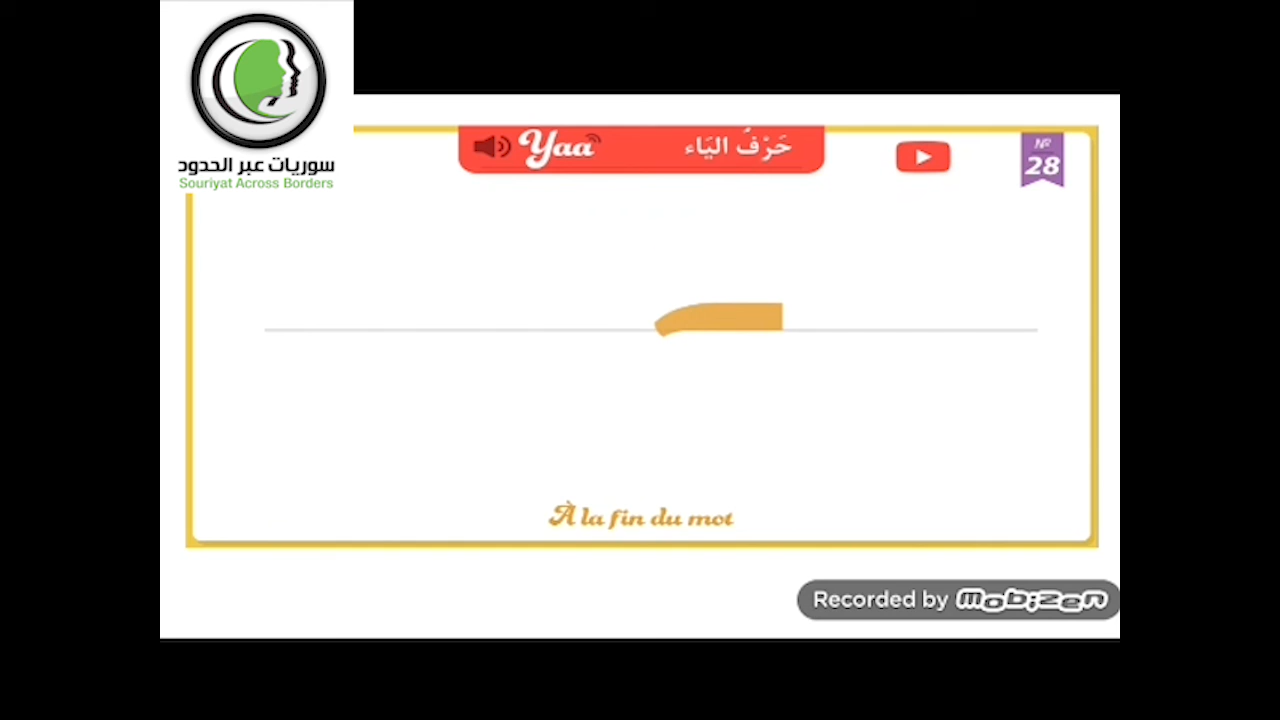 سوريات عبر الحدود
Souriyat Across Borders
Yaa حَرْفُ اليَاء
Nº
28
À la fin du mot
Recorded by mobizen